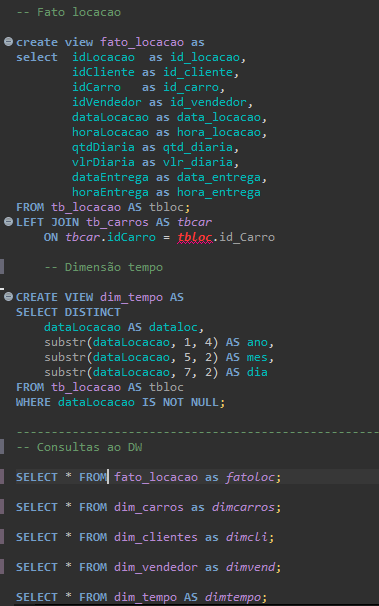 -- Fato locacao
create view fato_locacao as
select idLocacao as id_locacao,
idCliente as id_cliente,
idCarro as id_carro,
idVendedor as id_vendedor,
dataLocacao as data_locacao,
horaLocacao as hora_locacao,
qtdDiaria as qtd_diaria,
vlrDiaria as vlr_diaria,
dataEntrega as data_entrega,
horaEntrega as hora_entrega
FROM tb_locacao AS tbloc;
LEFT JOIN tb_carros AS tbcar
ON tbcar.idCarro = tbloc.id_Carro
-- Dimensão tempo
CREATE VIEW dim_tempo AS
SELECT DISTINCT
dataLocacao AS dataloc,
substr(dataLocacao, 1, 4) AS ano,
substr(dataLocacao, 5, 2) AS mes,
substr(dataLocacao, 7, 2) AS dia
FROM tb_locacao AS tbloc
WHERE dataLocacao IS NOT NULL;
----------------------------------------------------
-- Consultas ao DW
SELECT * FROM fato_locacao as fatoloc;
SELECT * FROM dim_carros as dimcarros;
SELECT * FROM dim_clientes as dimcli;
SELECT * FROM dim_vendedor as dimvend;
SELECT * FROM dim_tempo AS dimtempo;